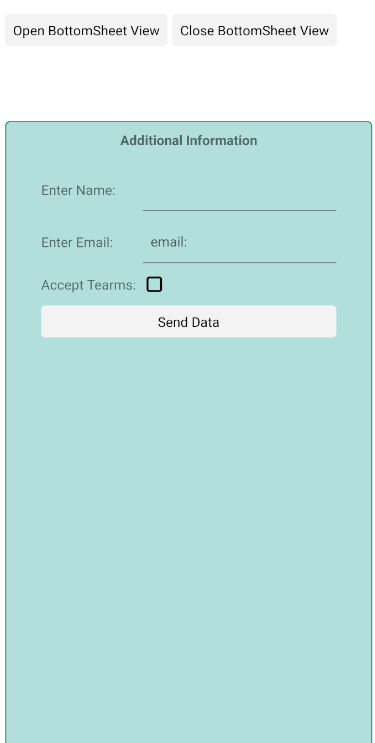 Open BottomSheet View Close BottomSheet View
Additional Information
Enter Name:
Enter Email: email:
Accept Tearms:
Send Data